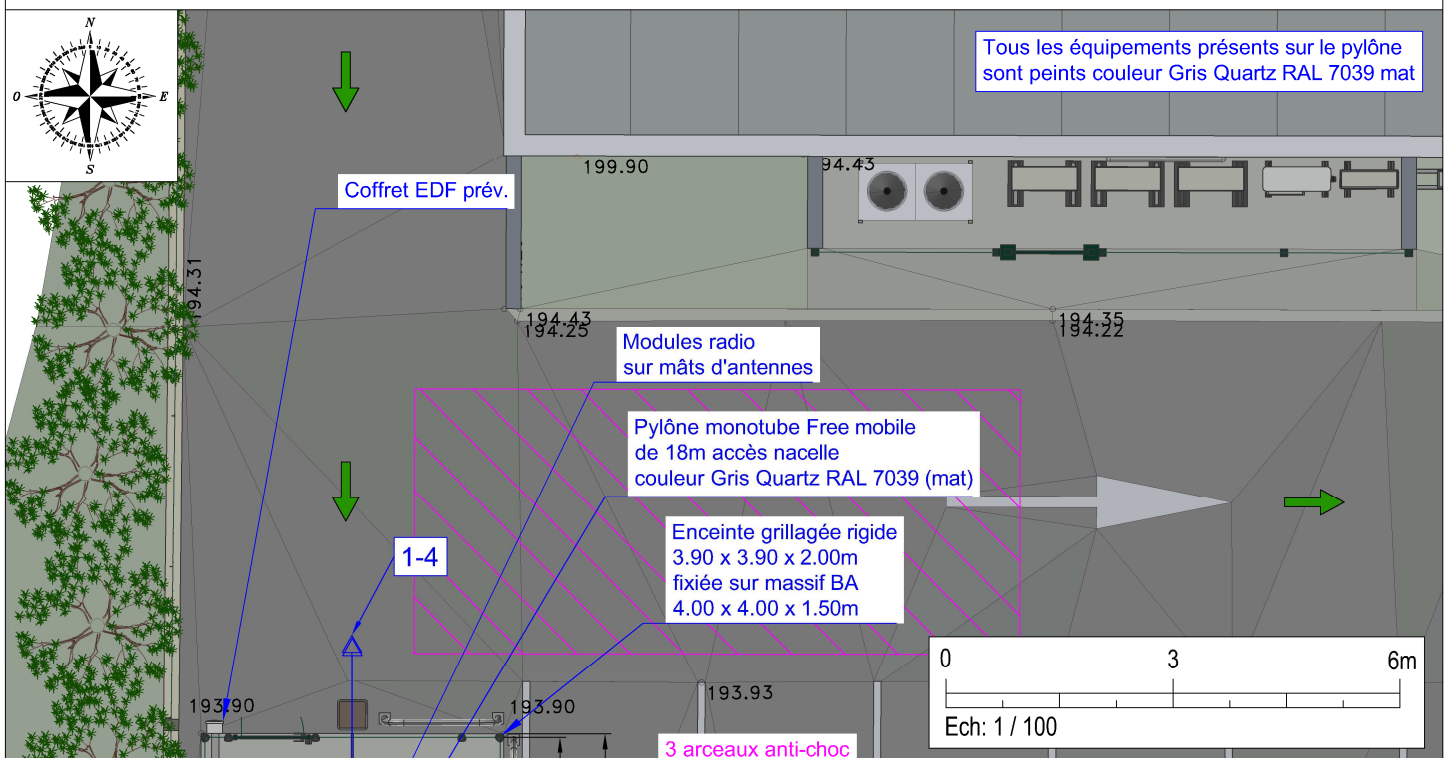 N
O
E
S
Tous les équipements présents sur le pylône
sont peints couleur Gris Quartz RAL 7039 mat
199.90
94.43
Coffret EDF prév.
194.31
194.43
194.25
194.35
194.22
Modules radio
sur mâts d'antennes
Pylône monotube Free mobile
de 18m accès nacelle
couleur Gris Quartz RAL 7039 (mat)
Enceinte grillagée rigide
3.90 x 3.90 x 2.00m
fixiée sur massif BA
4.00 x 4.00 x 1.50m
1-4
0 3 6m
Ech: 1 / 100
193.90
193.90
193.93
3 arceaux anti-choc